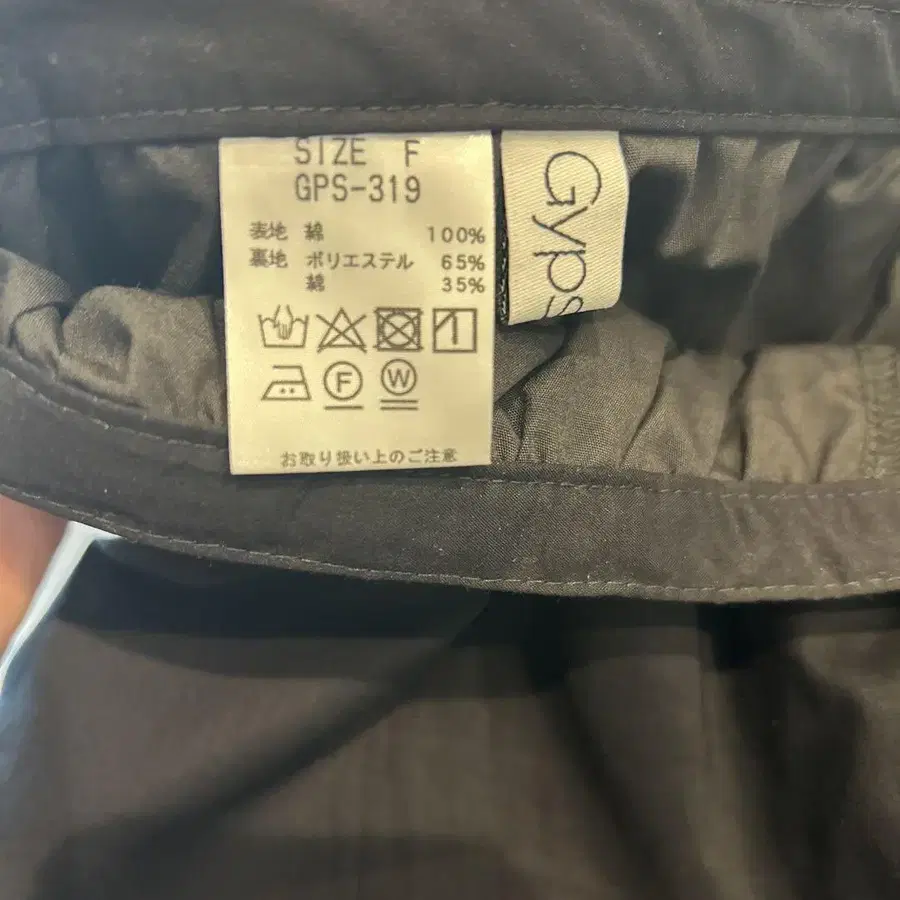 SIZE F
GPS-319
表地 綿 100%
裏地 ポリエステル 65%
綿 35%
F
W
お取り扱い上のご注意
Gyps